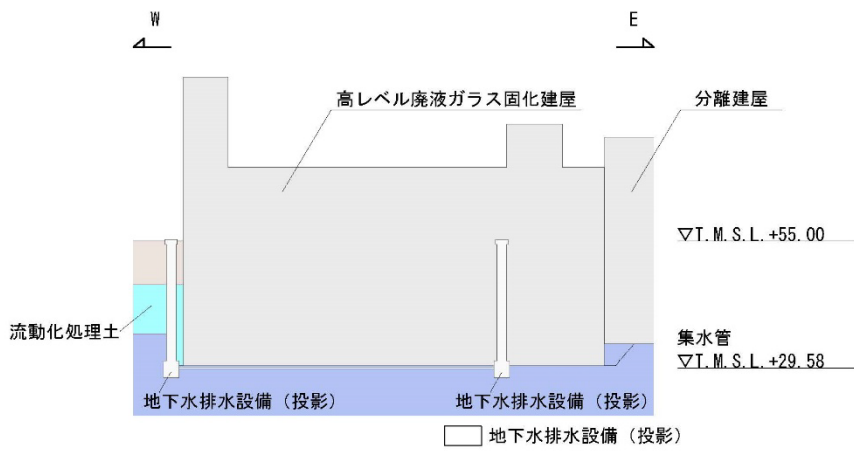 W
E
高レベル廃液ガラス固化建屋
分離建屋
▽T.M.S.L.+55.00
流動化処理土
集水管
▽T.M.S.L.+29.58
地下水排水設備（投影）
地下水排水設備（投影）
地下水排水設備（投影）